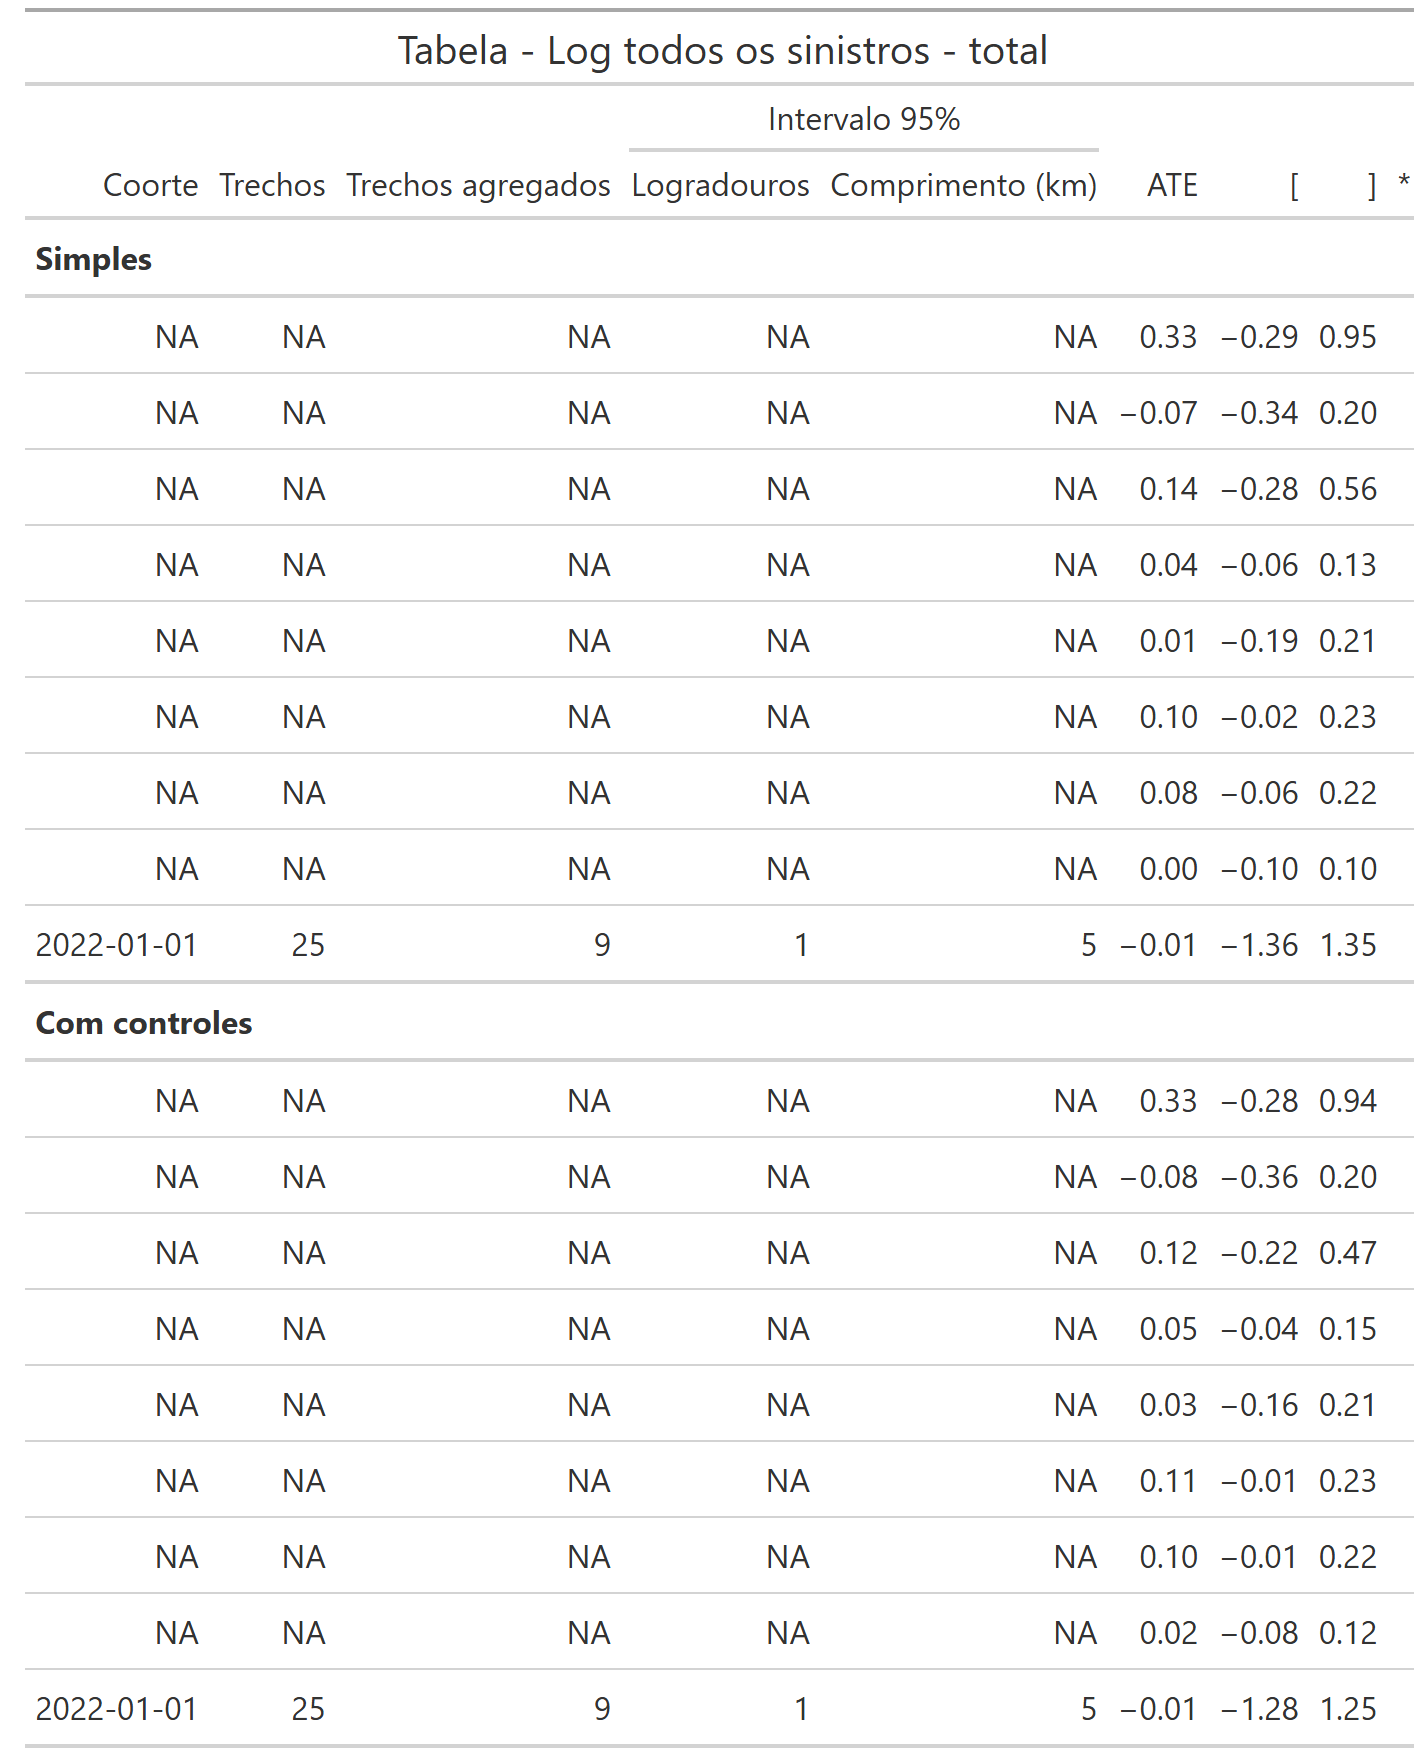 Tabela - Log todos os sinistros - total
Intervalo 95%
Coorte Trechos Trechos agregados Logradouros Comprimento (km) ATE [ ] *
Simples
NA NA NA NA NA 0.33 −0.29 0.95
NA NA NA NA NA −0.07 −0.34 0.20
NA NA NA NA NA 0.14 −0.28 0.56
NA NA NA NA NA 0.04 −0.06 0.13
NA NA NA NA NA 0.01 −0.19 0.21
NA NA NA NA NA 0.10 −0.02 0.23
NA NA NA NA NA 0.08 −0.06 0.22
NA NA NA NA NA 0.00 −0.10 0.10
2022-01-01 25 9 1 5 −0.01 −1.36 1.35
Com controles
NA NA NA NA NA 0.33 −0.28 0.94
NA NA NA NA NA −0.08 −0.36 0.20
NA NA NA NA NA 0.12 −0.22 0.47
NA NA NA NA NA 0.05 −0.04 0.15
NA NA NA NA NA 0.03 −0.16 0.21
NA NA NA NA NA 0.11 −0.01 0.23
NA NA NA NA NA 0.10 −0.01 0.22
NA NA NA NA NA 0.02 −0.08 0.12
2022-01-01 25 9 1 5 −0.01 −1.28 1.25